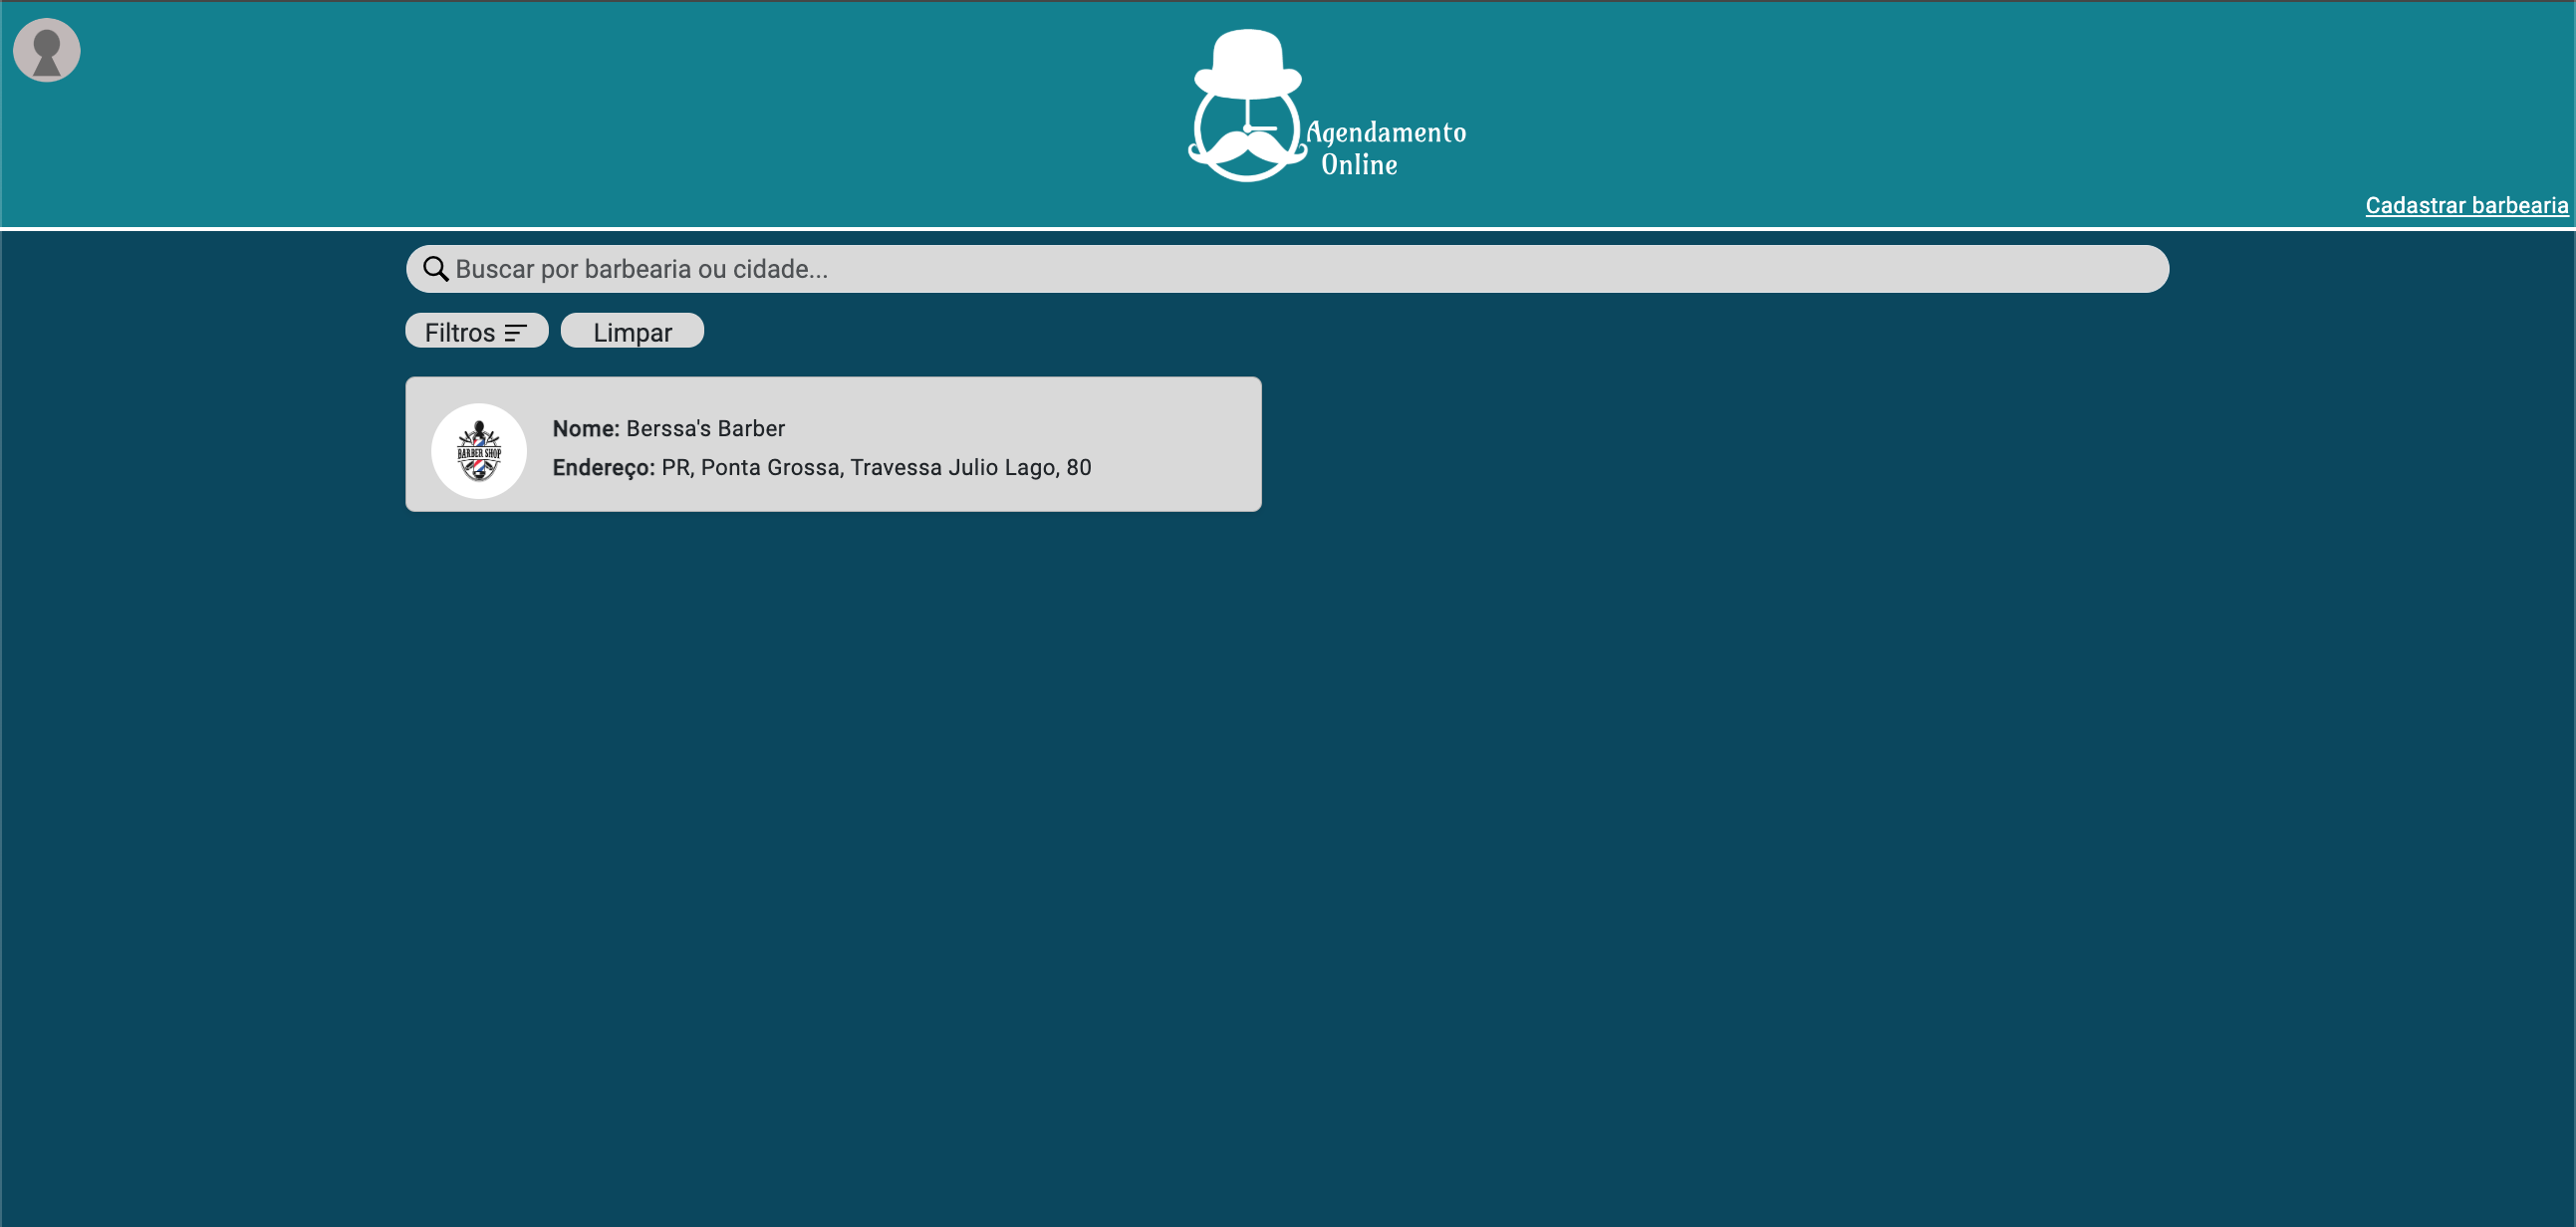 Agendamento
Online
Cadastrar barbearia
Buscar por barbearia ou cidade...
Filtros
Limpar
Nome: Berssa's Barber
BARBER SHOP
Endereço: PR, Ponta Grossa, Travessa Julio Lago, 80